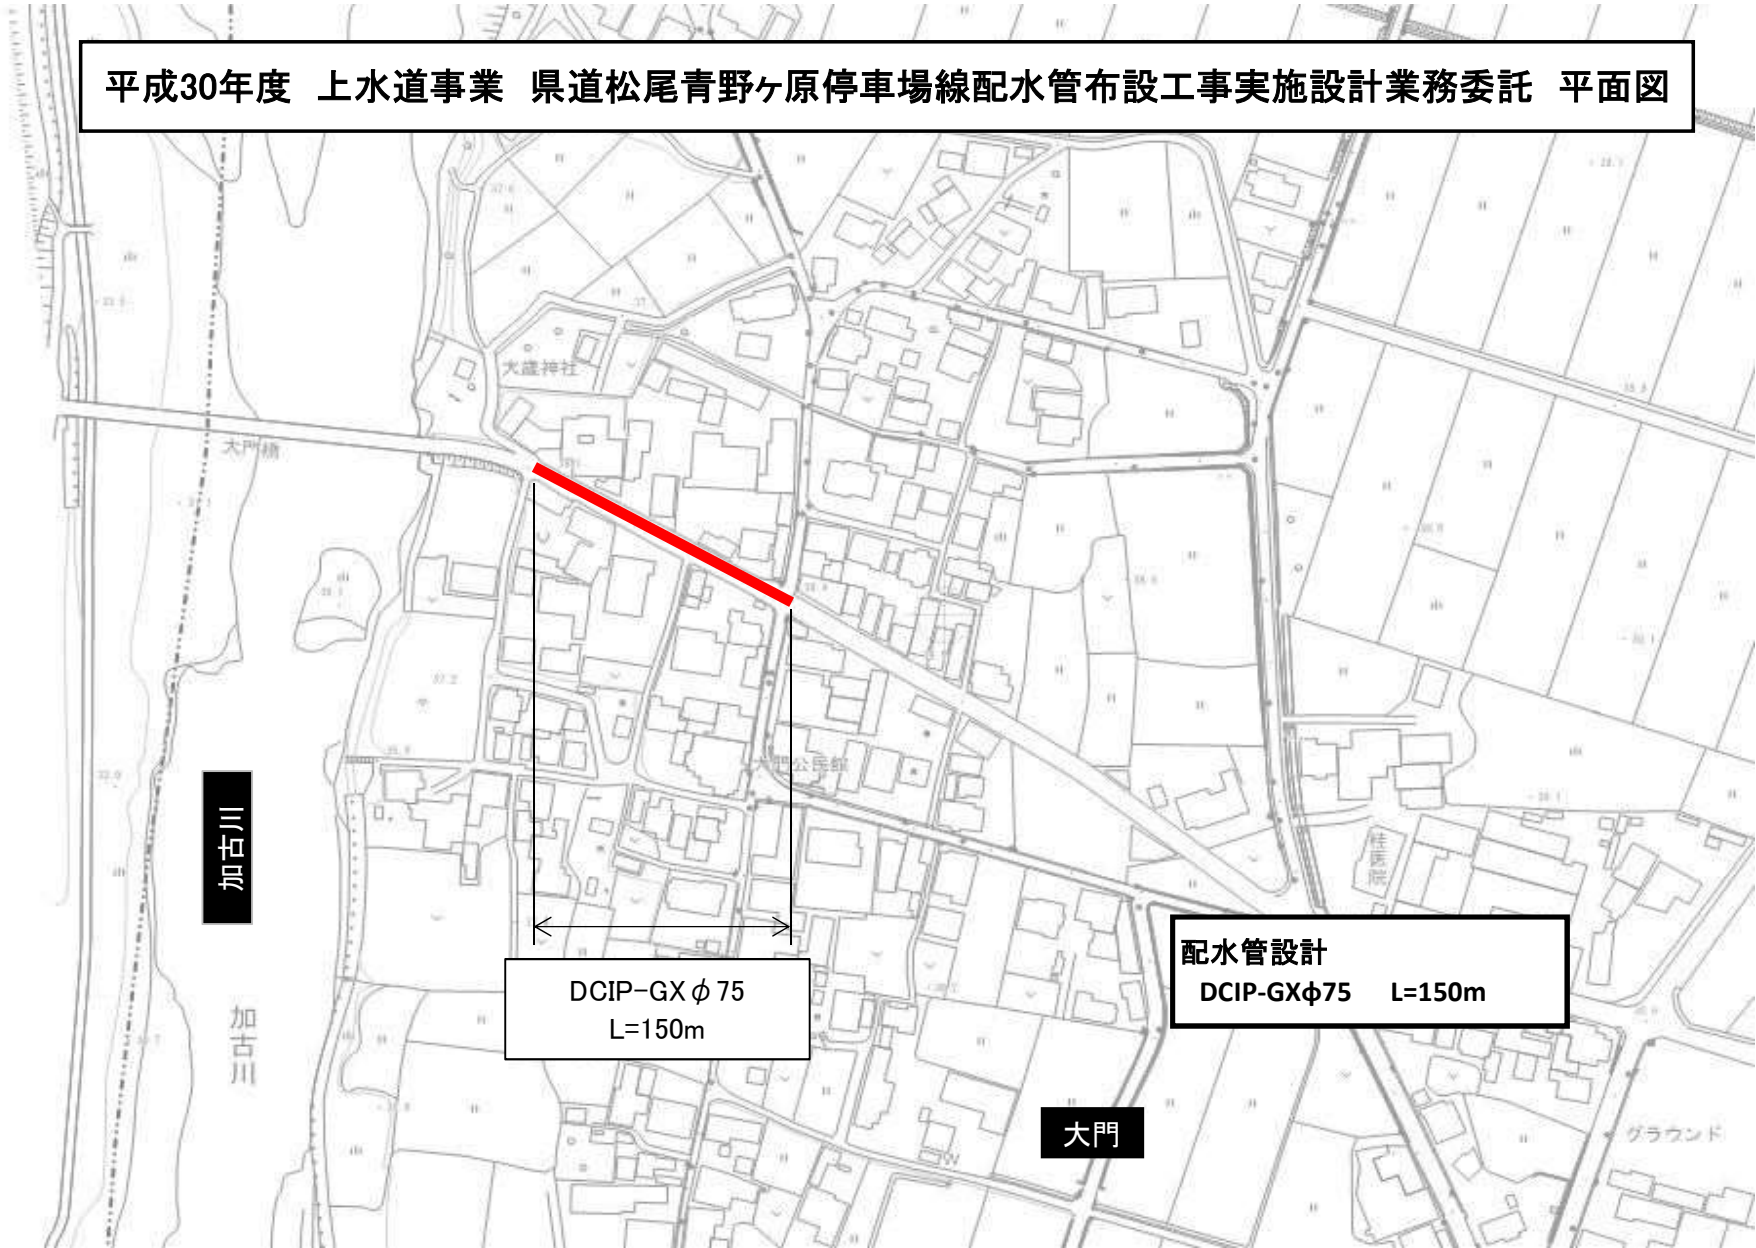 平成30年度　上水道事業　県道松尾青野ヶ原停車場線配水管布設工事実施設計業務委託　平面図
大歳神社
大門橋
大門公民館
加古川
桂医院
配水管設計
DCIP-GXφ75　L=150m
DCIP-GXφ75
L=150m
加古川
大門
グラウンド